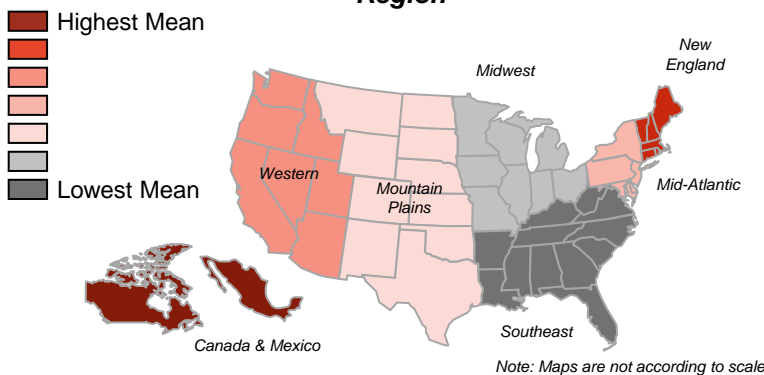 Region
Highest Mean
Lowest Mean
New
England
Midwest
Western
Mountain
Plains
Mid-Atlantic
Southeast
Canada & Mexico
Note: Maps are not according to scale